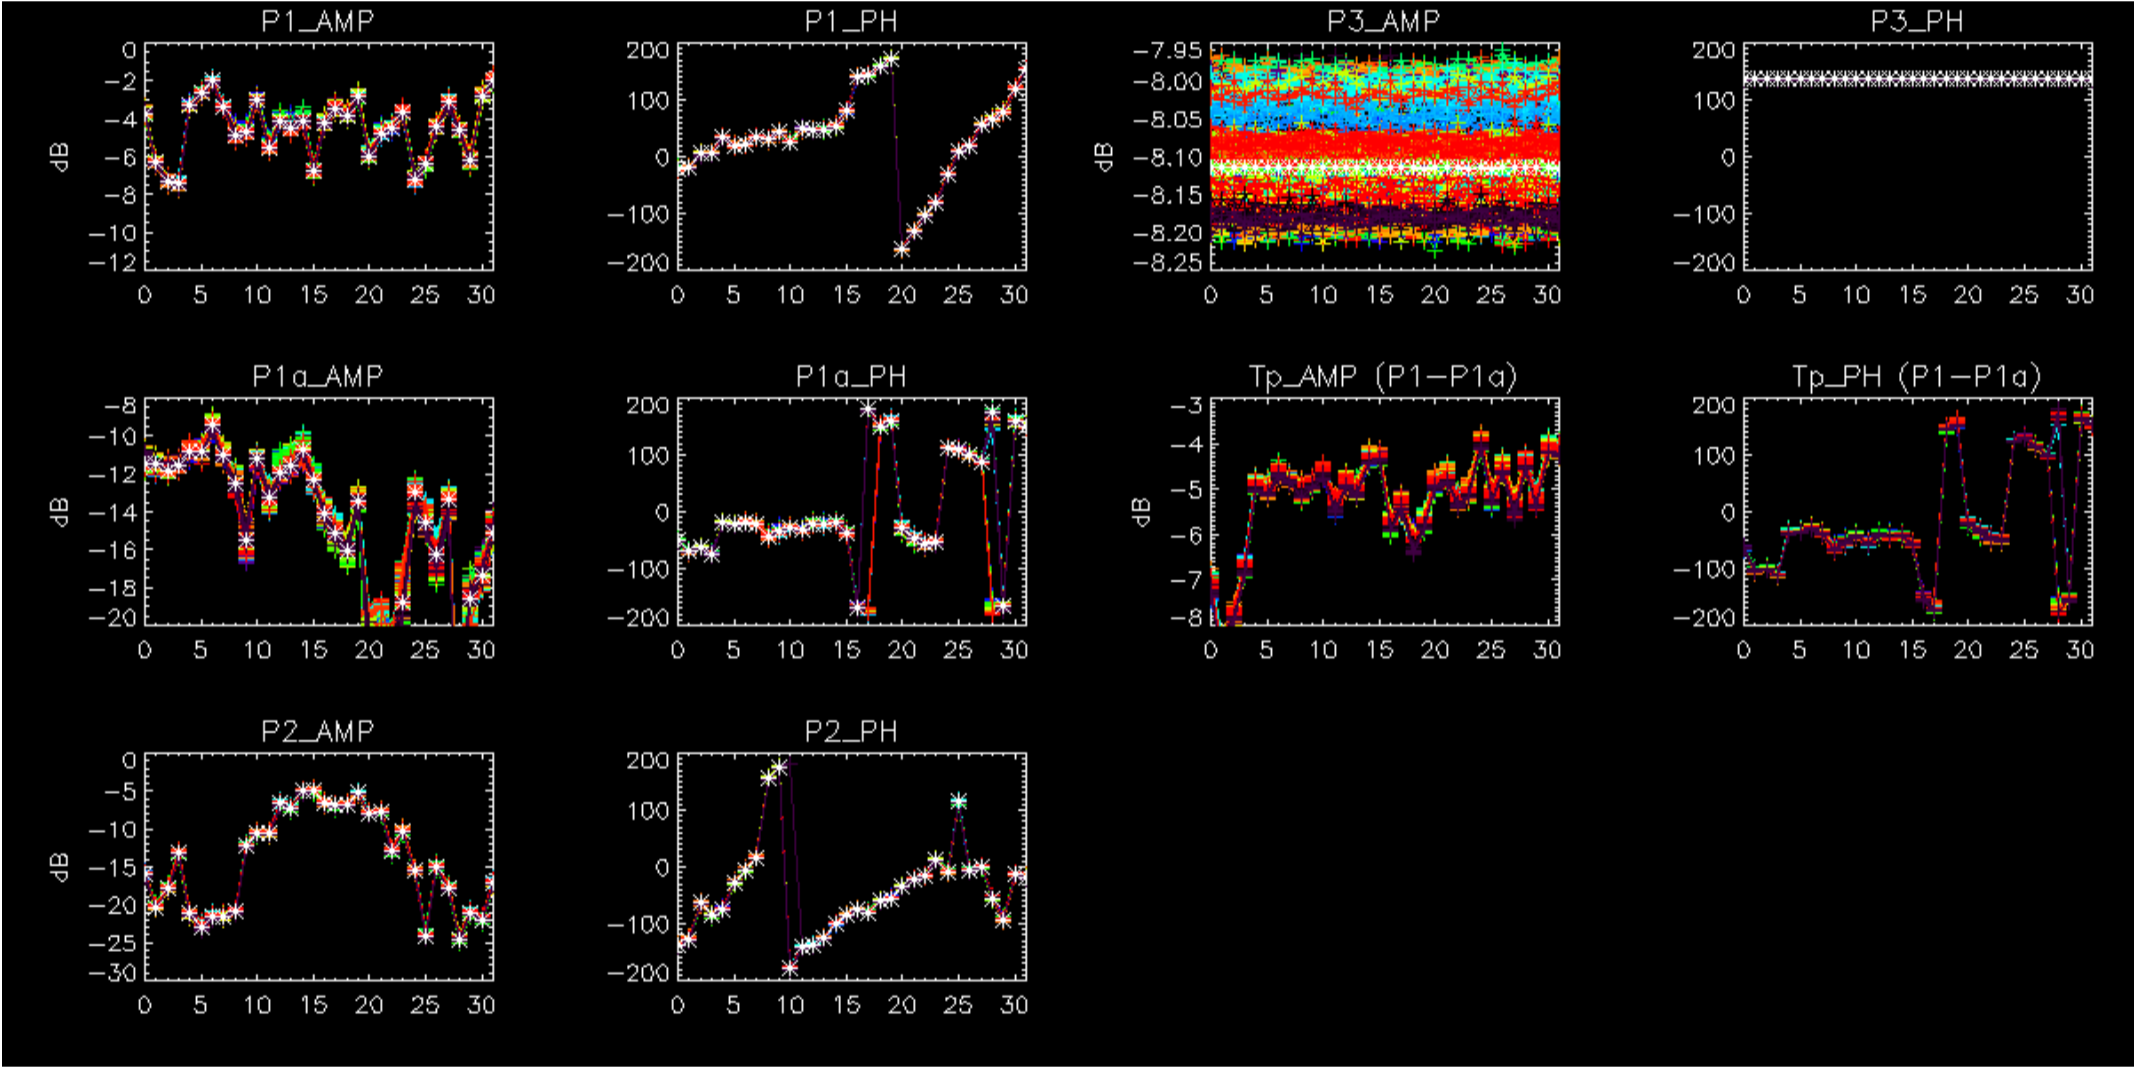 P1_AMP P1_PH P3_AMP P3_PH
0 200 -7.95 200
-2 -8.00
-4 100 -8.05 100
dB -6 0 dB -8.10 0
-8 -8.15
-10 -100 -8.20 -100
-12 -200 -8.25 -200
0 5 10 15 20 25 30 0 5 10 15 20 25 30 0 5 10 15 20 25 30 0 5 10 15 20 25 30
P1a_AMP P1a_PH Tp_AMP (P1-P1a) Tp_PH (P1-P1a)
-8 200 -3 200
-10 100 -4 100
-12
dB -14 0 dB -5 0
-16 -100 -6 -100
-18 -7
-20 -200 -8 -200
0 5 10 15 20 25 30 0 5 10 15 20 25 30 0 5 10 15 20 25 30 0 5 10 15 20 25 30
P2_AMP P2_PH
0 200
-5 100
-10
dB -15 0
-20 -100
-25
-30 -200
0 5 10 15 20 25 30 0 5 10 15 20 25 30